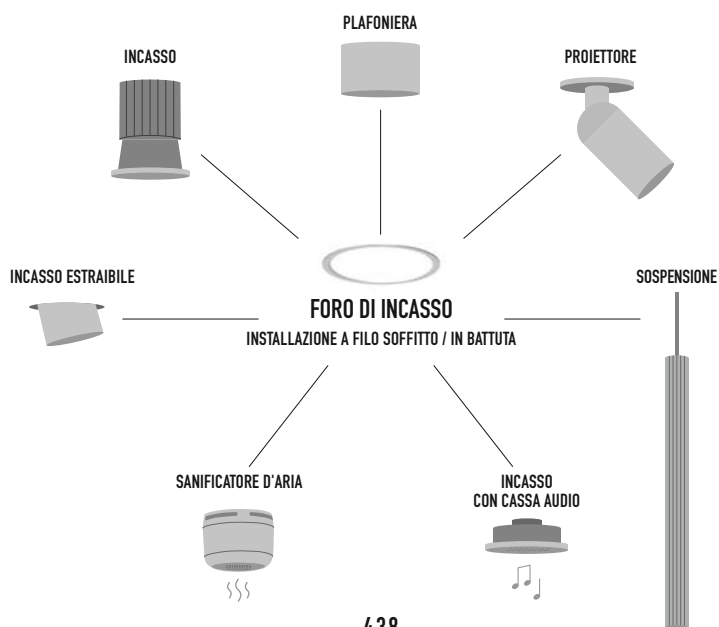 PLAFONIERA
INCASSO
PROIETTORE
INCASSO ESTRAIBILE
SOSPENSIONE
FORO DI INCASSO
INSTALLAZIONE A FILO SOFFITTO / IN BATTUTA
SANIFICATORE D'ARIA
INCASSO
CON CASSA AUDIO
438